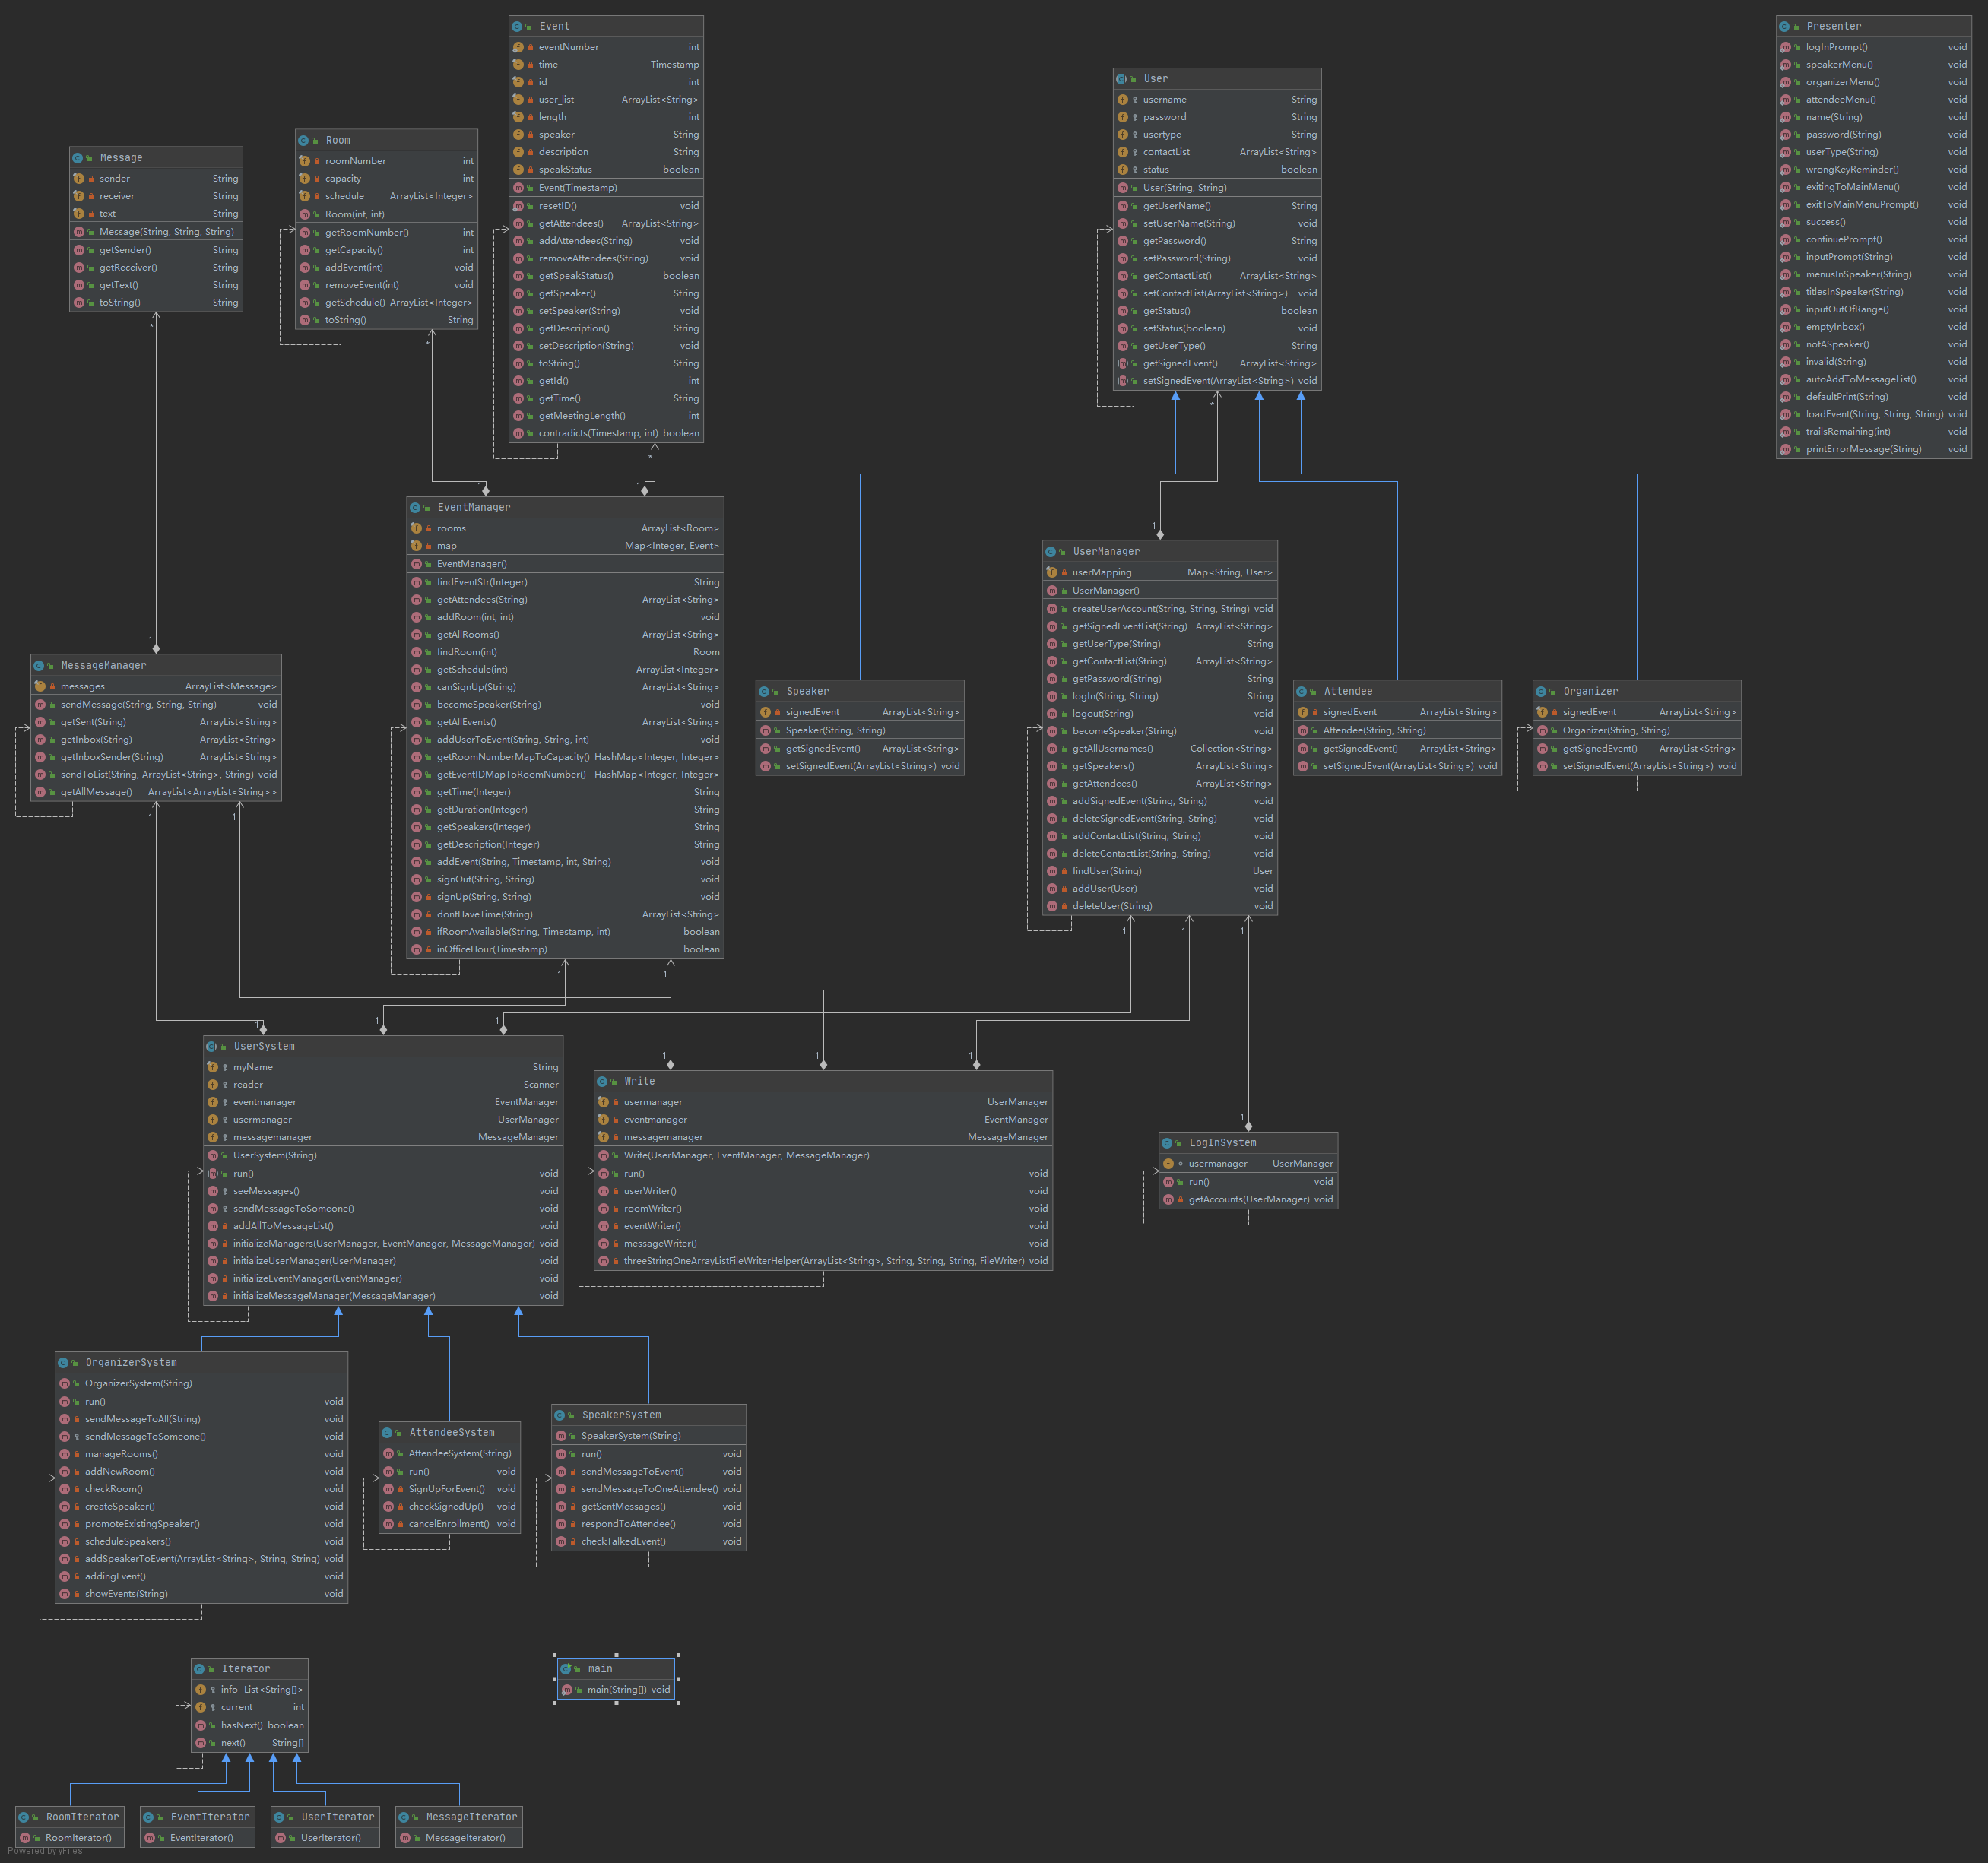 Event
eventNumber int
time Timestamp
id int
user_list ArrayList<String>
length int
speaker String
description String
speakStatus boolean
Event(Timestamp)
resetID() void
getAttendees() ArrayList<String>
addAttendees(String) void
removeAttendees(String) void
getSpeakStatus() boolean
getSpeaker() String
setSpeaker(String) void
getDescription() String
setDescription(String) void
toString() String
getId() int
getTime() String
getMeetingLength() int
contradicts(Timestamp, int) boolean
Presenter
logInPrompt() void
speakerMenu() void
organizerMenu() void
attendeeMenu() void
name(String) void
password(String) void
userType(String) void
wrongKeyReminder() void
exitingToMainMenu() void
exitToMainMenuPrompt() void
success() void
continuePrompt() void
inputPrompt(String) void
menusInSpeaker(String) void
titlesInSpeaker(String) void
inputOutOfRange() void
emptyInbox() void
notASpeaker() void
invalid(String) void
autoAddToMessageList() void
defaultPrint(String) void
loadEvent(String, String, String) void
trailsRemaining(int) void
printErrorMessage(String) void
User
username String
password String
usertype String
contactList ArrayList<String>
status boolean
User(String, String)
getUserName() String
setUserName(String) void
getPassword() String
setPassword(String) void
getContactList() ArrayList<String>
setContactList(ArrayList<String>) void
getStatus() boolean
setStatus(boolean) void
getUserType() String
getSignedEvent() ArrayList<String>
setSignedEvent(ArrayList<String>) void
Room
roomNumber int
capacity int
schedule ArrayList<Integer>
Room(int, int)
getRoomNumber() int
getCapacity() int
addEvent(int) void
removeEvent(int) void
getSchedule() ArrayList<Integer>
toString() String
Message
sender String
receiver String
text String
Message(String, String, String)
getSender() String
getReceiver() String
getText() String
toString() String
*
*
*
*
1
1
1
1
EventManager
rooms ArrayList<Room>
map Map<Integer, Event>
EventManager()
findEventStr(Integer) String
getAttendees(String) ArrayList<String>
addRoom(int, int) void
getAllRooms() ArrayList<String>
findRoom(int) Room
getSchedule(int) ArrayList<Integer>
canSignUp(String) ArrayList<String>
becomeSpeaker(String) void
getAllEvents() ArrayList<String>
addUserToEvent(String, String, int) void
getRoomNumberMapToCapacity() HashMap<Integer, Integer>
getEventIDMapToRoomNumber() HashMap<Integer, Integer>
getTime(Integer) String
getDuration(Integer) String
getSpeakers(Integer) String
getDescription(Integer) String
addEvent(String, Timestamp, int, String) void
signOut(String, String) void
signUp(String, String) void
dontHaveTime(String) ArrayList<String>
ifRoomAvailable(String, Timestamp, int) boolean
inOfficeHour(Timestamp) boolean
UserManager
userMapping Map<String, User>
UserManager()
createUserAccount(String, String, String) void
getSignedEventList(String) ArrayList<String>
getUserType(String) String
getContactList(String) ArrayList<String>
getPassword(String) String
logIn(String, String) String
logout(String) void
becomeSpeaker(String) void
getAllUsernames() Collection<String>
getSpeakers() ArrayList<String>
getAttendees() ArrayList<String>
addSignedEvent(String, String) void
deleteSignedEvent(String, String) void
addContactList(String, String) void
deleteContactList(String, String) void
findUser(String) User
addUser(User) void
deleteUser(String) void
MessageManager
messages ArrayList<Message>
sendMessage(String, String, String) void
getSent(String) ArrayList<String>
getInbox(String) ArrayList<String>
getInboxSender(String) ArrayList<String>
sendToList(String, ArrayList<String>, String) void
getAllMessage() ArrayList<ArrayList<String>>
Speaker
signedEvent ArrayList<String>
Speaker(String, String)
getSignedEvent() ArrayList<String>
setSignedEvent(ArrayList<String>) void
Attendee
signedEvent ArrayList<String>
Attendee(String, String)
getSignedEvent() ArrayList<String>
setSignedEvent(ArrayList<String>) void
Organizer
signedEvent ArrayList<String>
Organizer(String, String)
getSignedEvent() ArrayList<String>
setSignedEvent(ArrayList<String>) void
1
1
1
1
1
1
1
1
1
1
1
1
1
1
UserSystem
myName String
reader Scanner
eventmanager EventManager
usermanager UserManager
messagemanager MessageManager
UserSystem(String)
run() void
seeMessages() void
sendMessageToSomeone() void
addAllToMessageList() void
initializeManagers(UserManager, EventManager, MessageManager) void
initializeUserManager(UserManager) void
initializeEventManager(EventManager) void
initializeMessageManager(MessageManager) void
Write
usermanager UserManager
eventmanager EventManager
messagemanager MessageManager
Write(UserManager, EventManager, MessageManager)
run() void
userWriter() void
roomWriter() void
eventWriter() void
messageWriter() void
threeStringOneArrayListFileWriterHelper(ArrayList<String>, String, String, String, FileWriter) void
LogInSystem
usermanager UserManager
run() void
getAccounts(UserManager) void
OrganizerSystem
OrganizerSystem(String)
run() void
sendMessageToAll(String) void
sendMessageToSomeone() void
manageRooms() void
addNewRoom() void
checkRoom() void
createSpeaker() void
promoteExistingSpeaker() void
scheduleSpeakers() void
addSpeakerToEvent(ArrayList<String>, String, String) void
addingEvent() void
showEvents(String) void
AttendeeSystem
AttendeeSystem(String)
run() void
SignUpForEvent() void
checkSignedUp() void
cancelEnrollment() void
SpeakerSystem
SpeakerSystem(String)
run() void
sendMessageToEvent() void
sendMessageToOneAttendee() void
getSentMessages() void
respondToAttendee() void
checkTalkedEvent() void
Iterator
info List<String[]>
current int
hasNext() boolean
next() String[]
main
main(String[]) void
RoomIterator
RoomIterator()
EventIterator
EventIterator()
UserIterator
UserIterator()
MessageIterator
MessageIterator()
Powered by yFiles